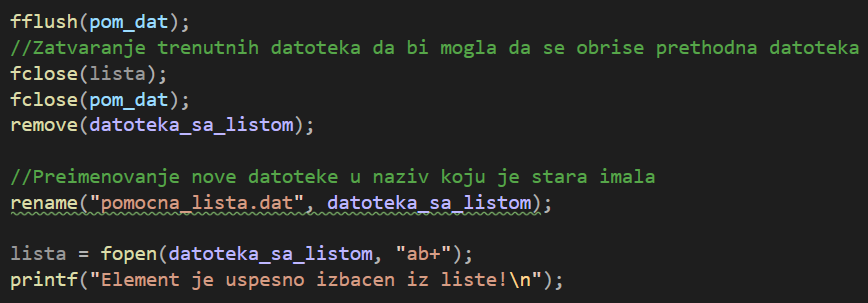 fflush(pom_dat);
//Zatvaranje trenutnih datoteka da bi mogla da se obrise prethodna datoteka
fclose(lista);
fclose(pom_dat);
remove(datoteka_sa_listom);
//Preimenovanje nove datoteke u naziv koju je stara imala
rename("pomocna_lista.dat", datoteka_sa_listom);
lista = fopen(datoteka_sa_listom, "ab+");
printf("Element je uspesno izbacen iz liste!\n");